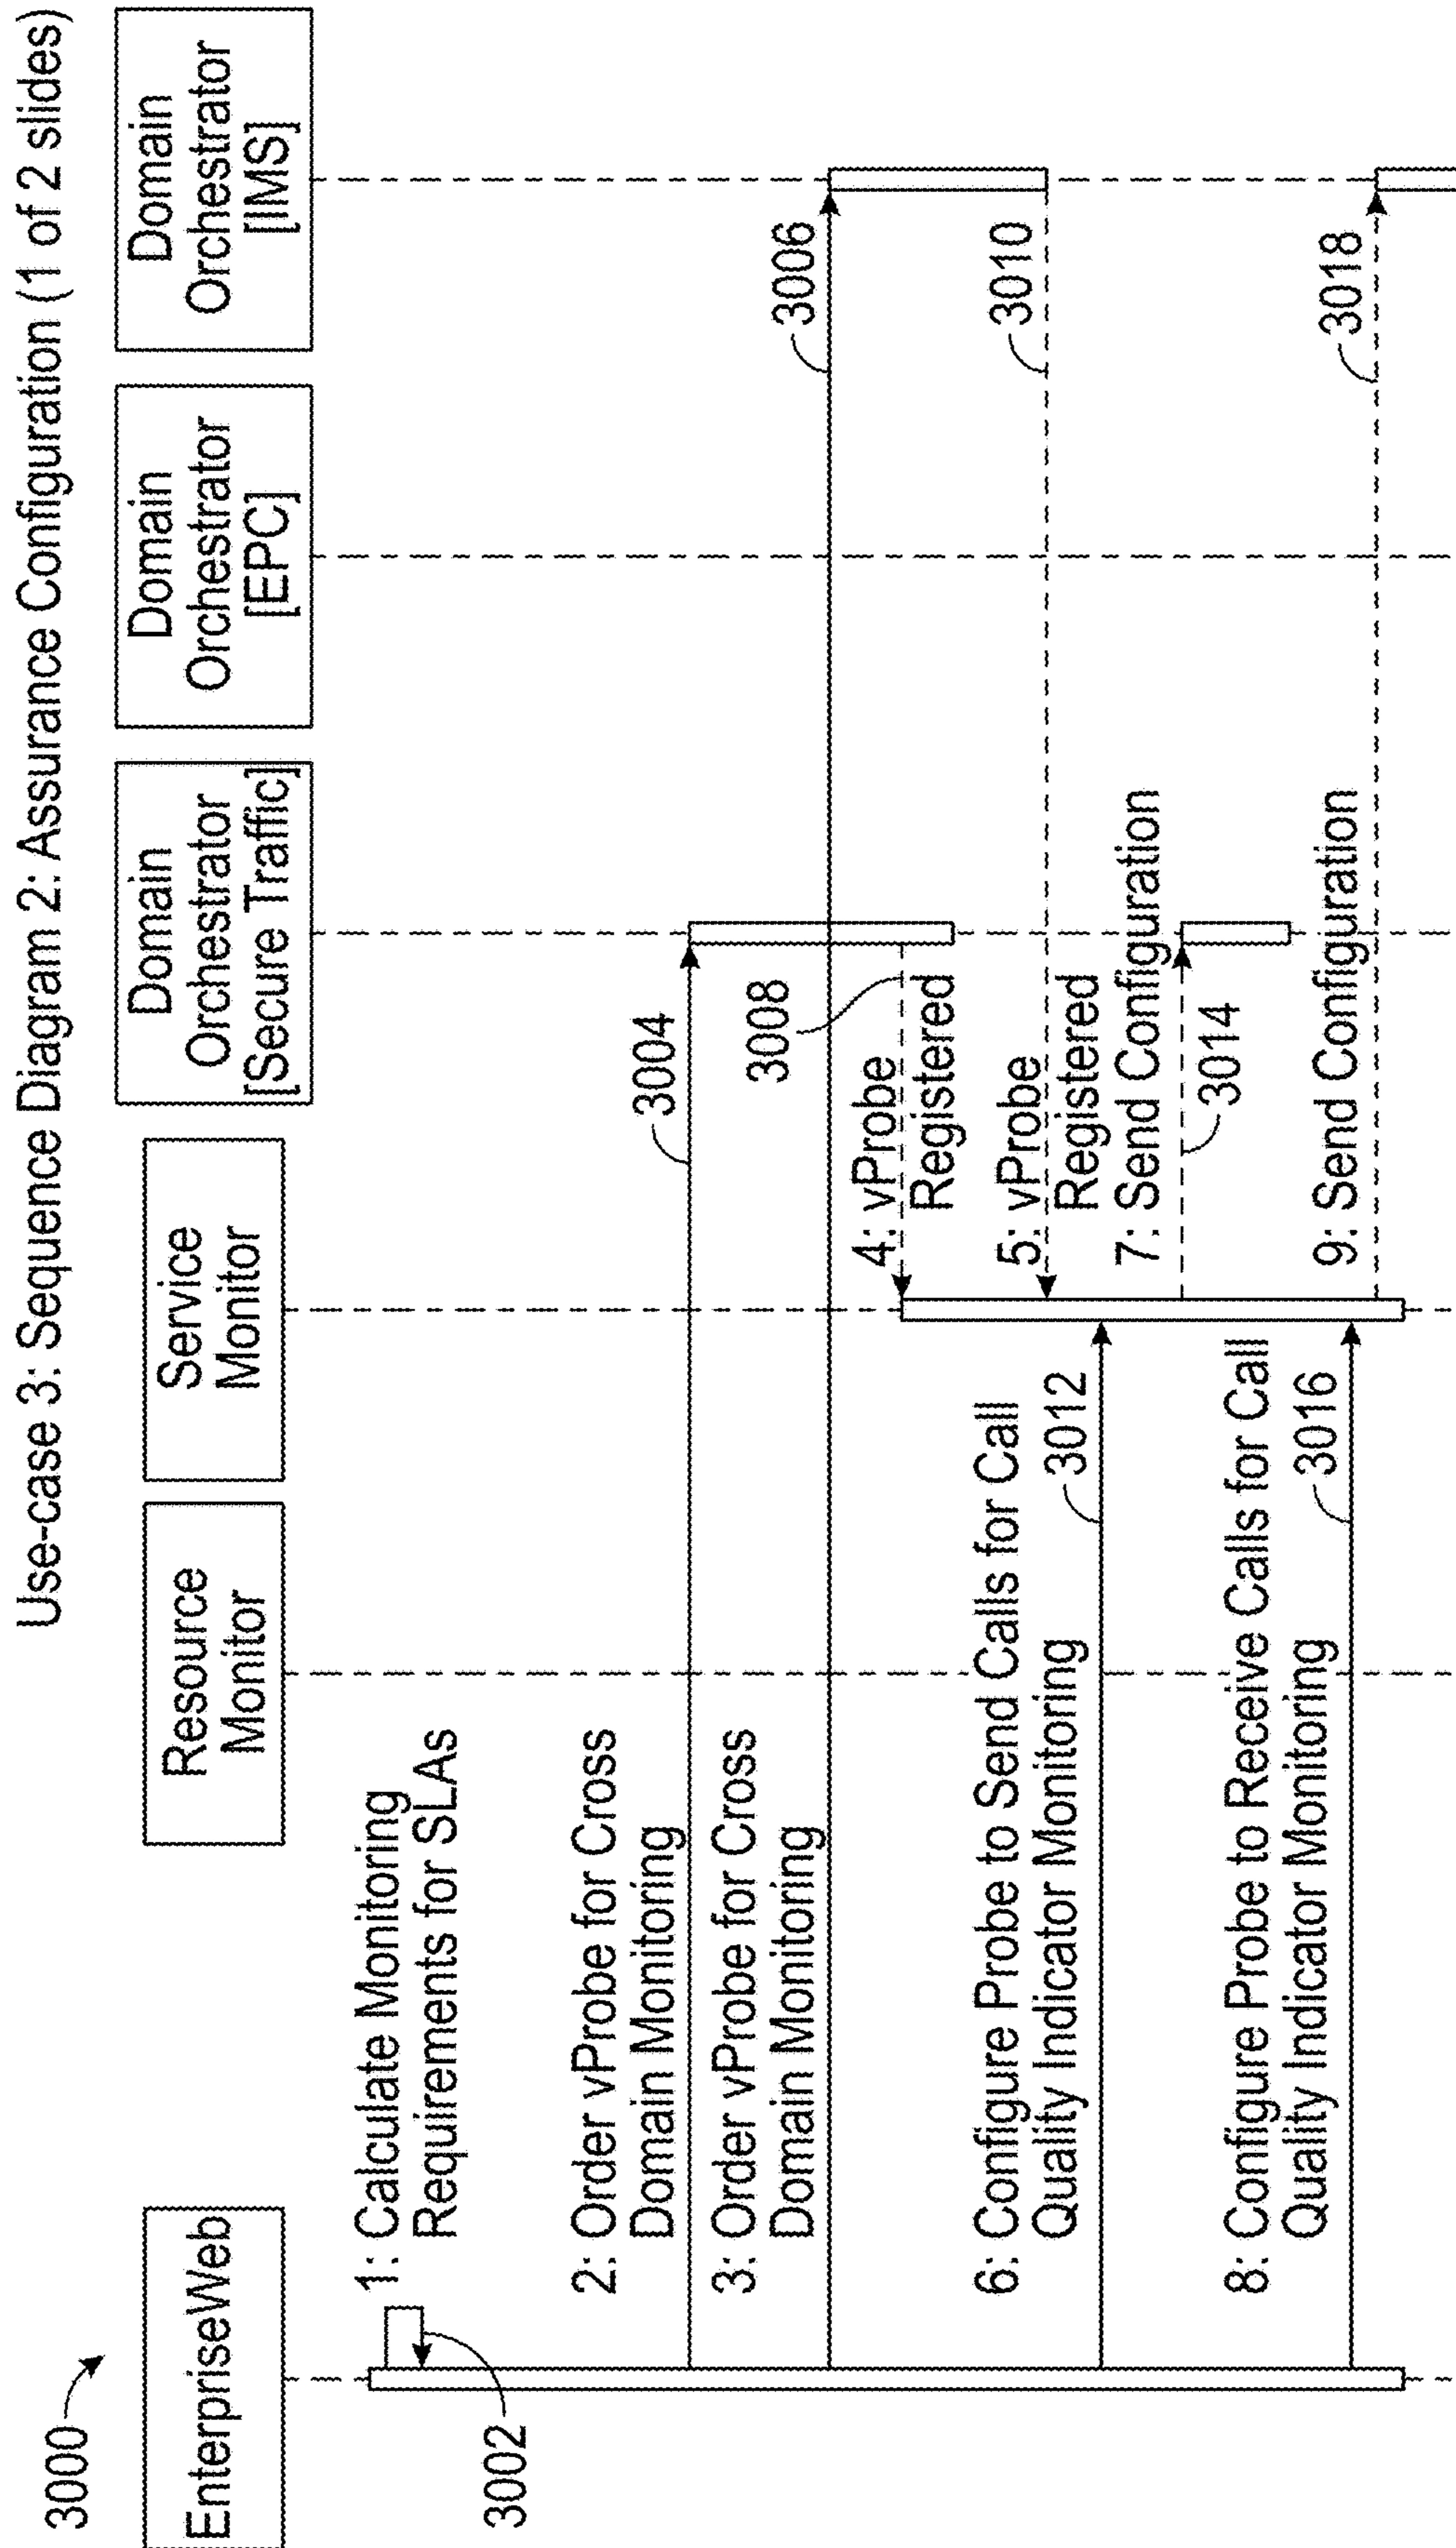 Use-case 3: Sequence Diagram 2: Assurance Configuration (1 of 2 slides)
3000
EnterpriseWeb
Resource
Monitor
Service
Monitor
Domain
Orchestrator
[Secure Traffic]
Domain
Orchestrator
[EPC]
Domain
Orchestrator
[IMS]
1: Calculate Monitoring
Requirements for SLAs
3002
2: Order vProbe for Cross
Domain Monitoring
3004
3: Order vProbe for Cross
Domain Monitoring
3006
4: vProbe
Registered
3008
5: vProbe
Registered
3010
6: Configure Probe to Send Calls for Call
Quality Indicator Monitoring
3012
7: Send Configuration
3014
8: Configure Probe to Receive Calls for Call
Quality Indicator Monitoring
3016
9: Send Configuration
3018